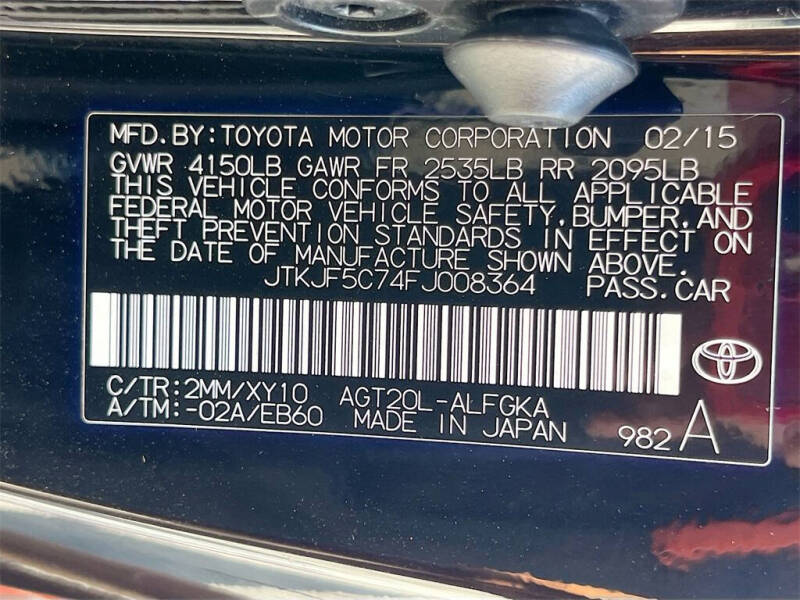 MFD.BY:TOYOTA MOTOR CORPORATION 02/15
GVWR 4150LB GAWR FR 2535LB RR 2095LB
THIS VEHICLE CONFORMS TO ALL APPLICABLE
FEDERAL MOTOR VEHICLE SAFETY,BUMPER,AND
THEFT PREVENTION STANDARDS IN EFFECT ON
THE DATE OF MANUFACTURE SHOWN ABOVE.
JTKJF5C74FJ008364 PASS.CAR
C/TR:2MM/XY10 AGT20L-ALFGKA
A/TM:-02A/EB60 MADE IN JAPAN
982 A